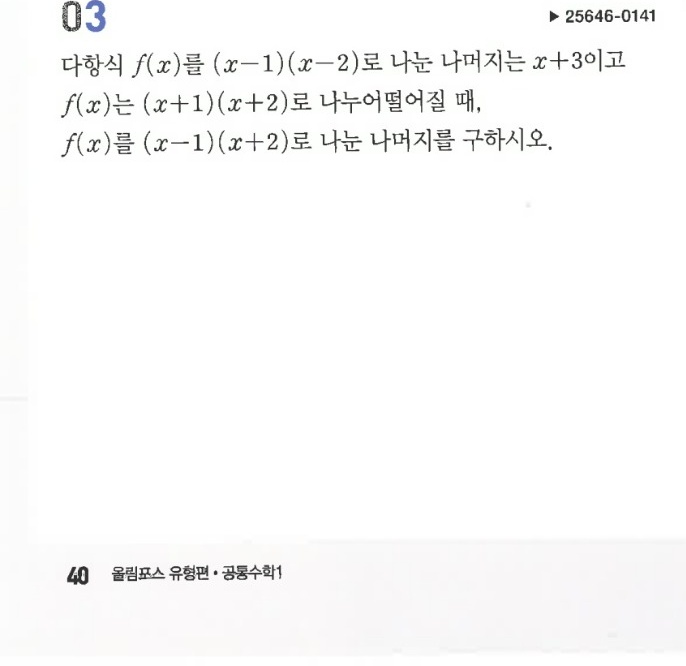 03
▶ 25646-0141
다항식 f(x)를 (x-1)(x-2)로 나눈 나머지는 x+3이고
f(x)는 (x+1)(x+2)로 나누어떨어질 때,
f(x)를 (x-1)(x+2)로 나눈 나머지를 구하시오.
40 올림포스 유형편 • 공통수학1